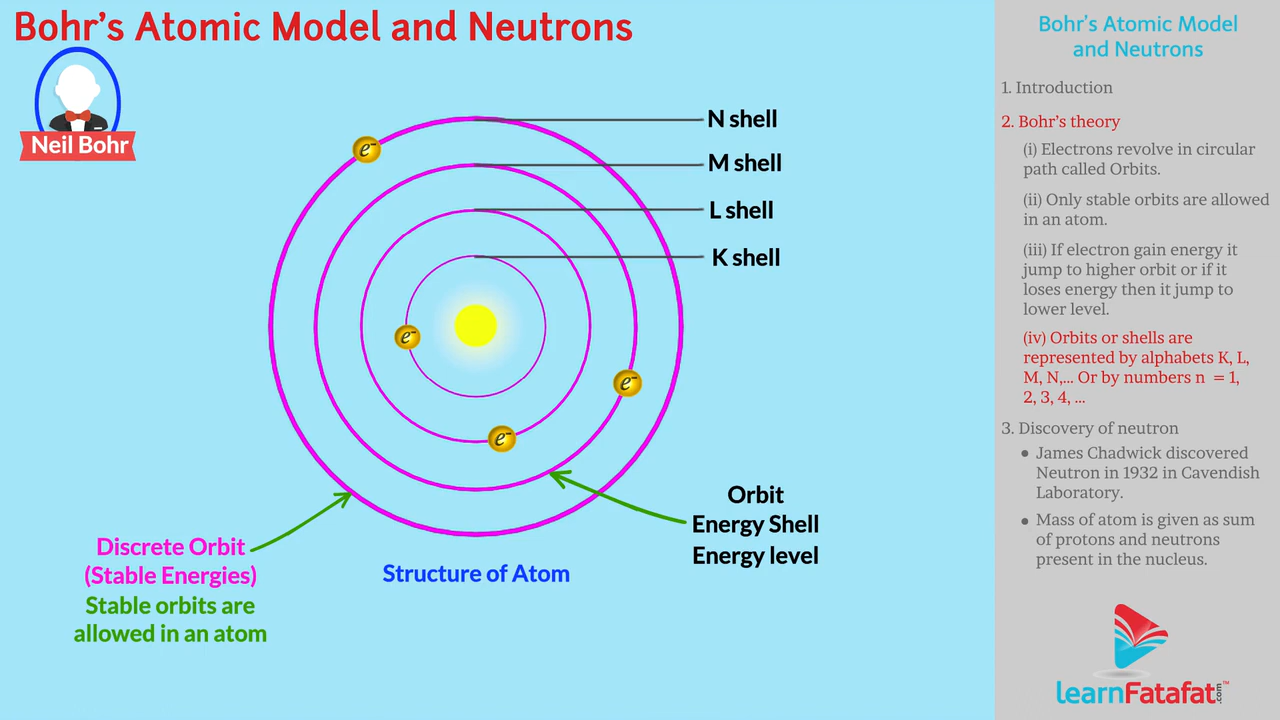 Bohr's Atomic Model and Neutrons
Neil Bohr
N shell
M shell
L shell
K shell
e⁻
e⁻
e⁻
e⁻
Orbit
Energy Shell
Energy level
Discrete Orbit
(Stable Energies)
Stable orbits are
allowed in an atom
Structure of Atom
Bohr's Atomic Model
and Neutrons
1. Introduction
2. Bohr's theory
(i) Electrons revolve in circular
path called Orbits.
(ii) Only stable orbits are allowed
in an atom.
(iii) If electron gain energy it
jump to higher orbit or if it
loses energy then it jump to
lower level.
(iv) Orbits or shells are
represented by alphabets K, L,
M, N,... Or by numbers n = 1,
2, 3, 4, ...
3. Discovery of neutron
• James Chadwick discovered
Neutron in 1932 in Cavendish
Laboratory.
• Mass of atom is given as sum
of protons and neutrons
present in the nucleus.
learnFatafat.com™